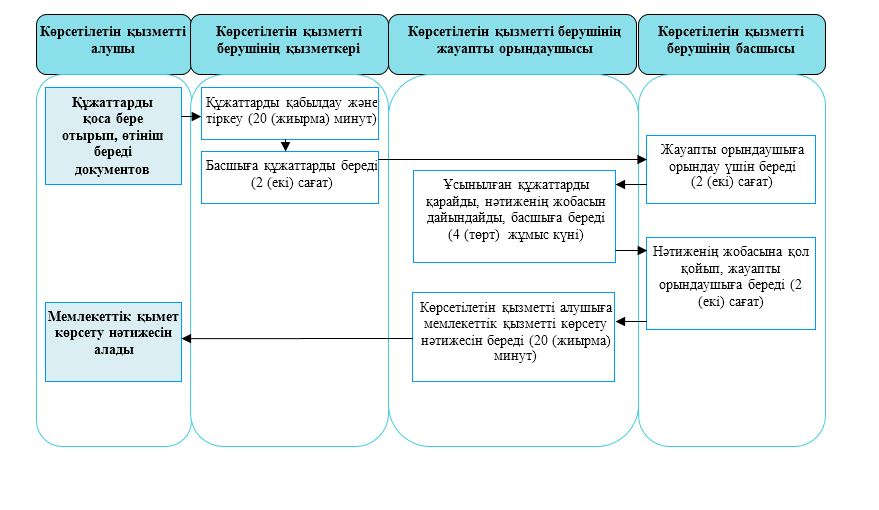 Көрсетілетін қызметті
алушы
Көрсетілетін қызметті
берушінің қызметкері
Көрсетілетін қызметті берушінің
жауапты орындаушысы
Көрсетілетін қызметті
берушінің басшысы
Құжаттарды
қоса бере
отырып, өтініш
береді
документов
Құжаттарды қабылдау және
тіркеу (20 (жиырма) минут)
Басшыға құжаттарды береді
(2 (екі) сағат)
Жауапты орындаушыға
орындау үшін береді
(2 (екі) сағат)
Ұсынылған құжаттарды
қарайды, нәтиженің жобасын
дайындайды, басшыға береді
(4 (төрт) жұмыс күні)
Нәтиженің жобасына қол
қойып, жауапты
орындаушыға береді (2
(екі) сағат)
Көрсетілетін қызметті алушыға
мемлекеттік қызметті көрсету
нәтижесін береді (20 (жиырма)
минут)
Мемлекеттік қымет
көрсету нәтижесін
алады